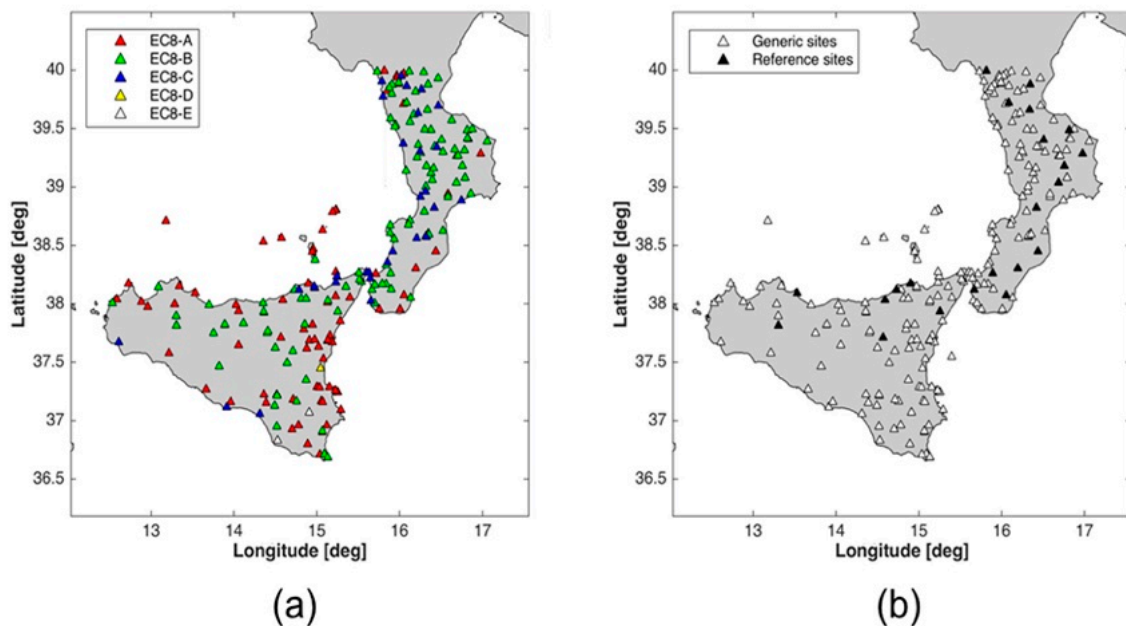 EC8-A
EC8-B
EC8-C
EC8-D
EC8-E
40
39.5
39
38.5
38
37.5
37
36.5
Latitude [deg]
13
14
15
16
17
Longitude [deg]
(a)
Generic sites
Reference sites
40
39.5
39
38.5
38
37.5
37
36.5
Latitude [deg]
13
14
15
16
17
Longitude [deg]
(b)